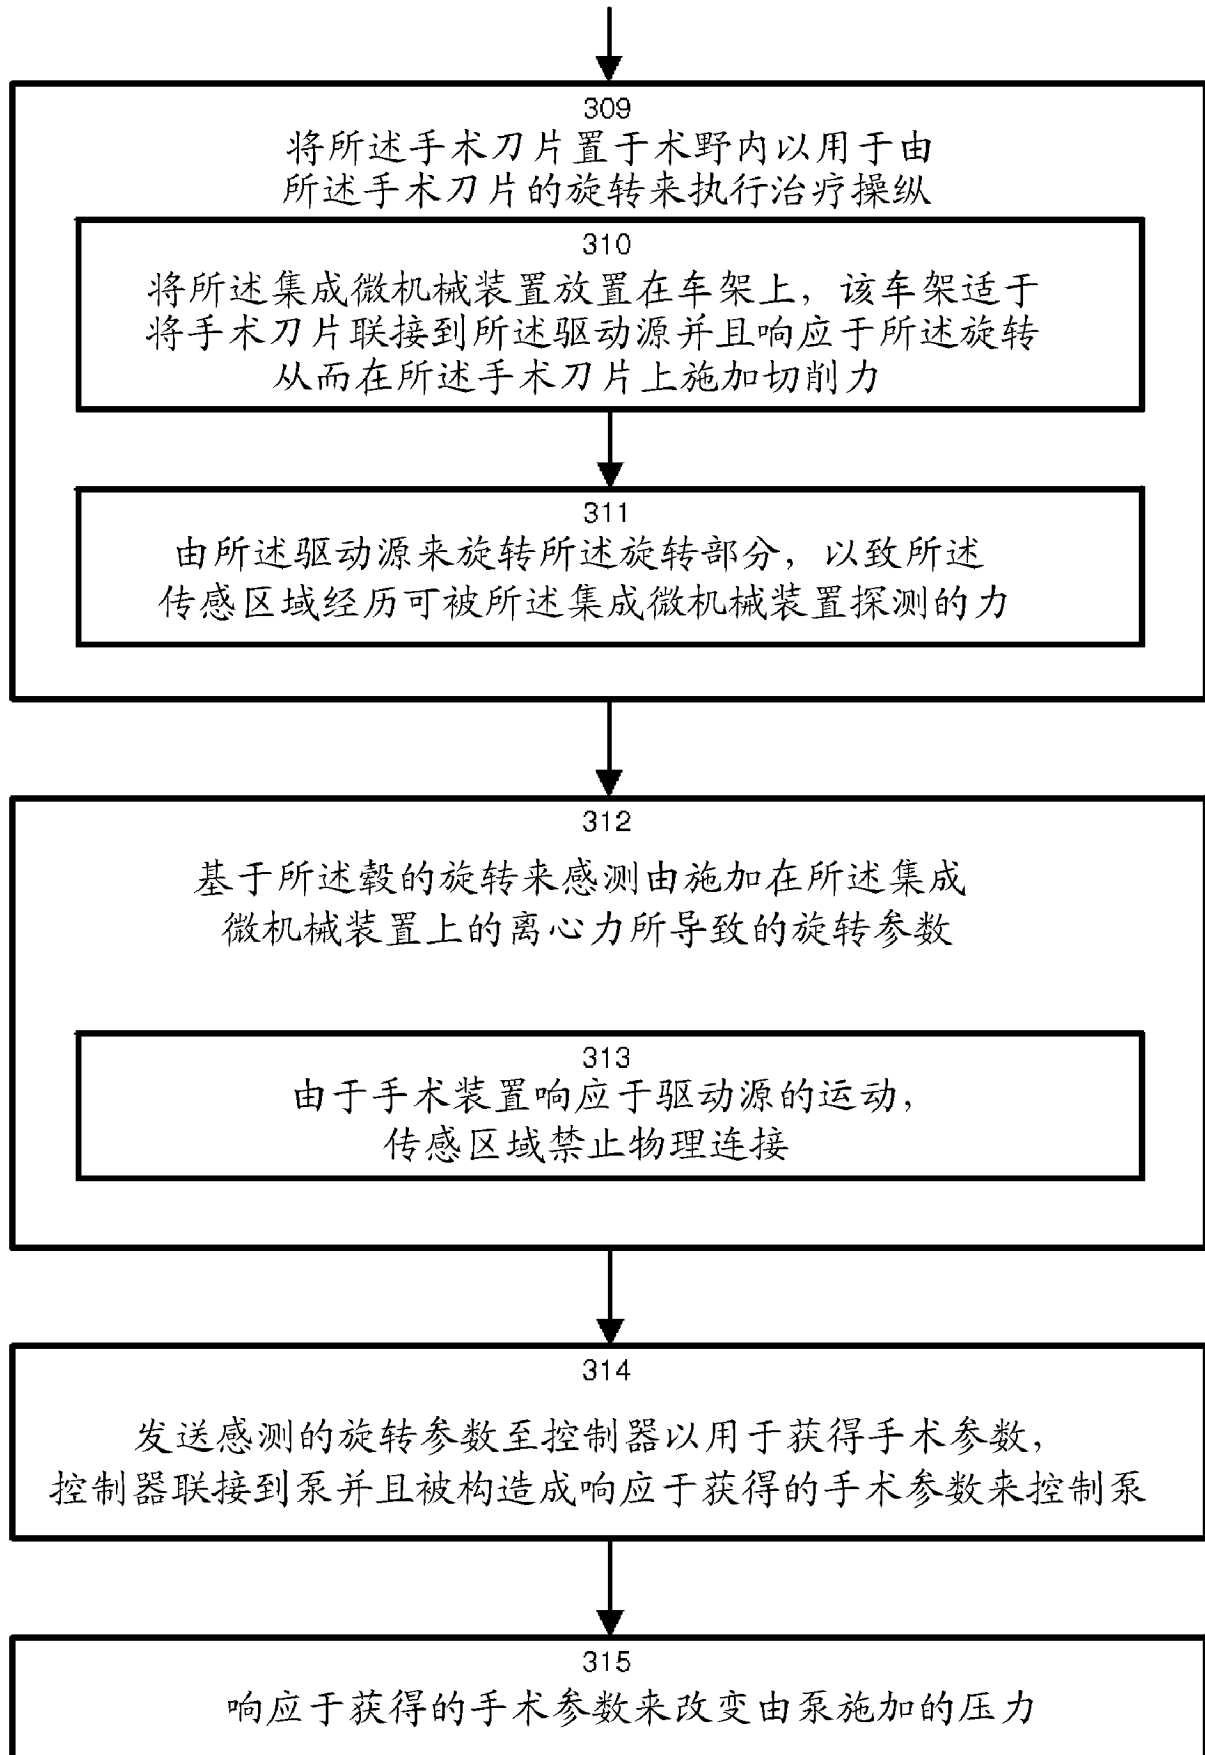 309
将所述手术刀片置于术野内以用于由
所述手术刀片的旋转来执行治疗操纵
310
将所述集成微机械装置放置在车架上，该车架适于
将手术刀片联接到所述驱动源并且响应于所述旋转
从而在所述手术刀片上施加切削力
311
由所述驱动源来旋转所述旋转部分，以致所述
传感区域经历可被所述集成微机械装置探测的力
312
基于所述毂的旋转来感测由施加在所述集成
微机械装置上的离心力所导致的旋转参数
313
由于手术装置响应于驱动源的运动，
传感区域禁止物理连接
314
发送感测的旋转参数至控制器以用于获得手术参数，
控制器联接到泵并且被构造成响应于获得的手术参数来控制泵
315
响应于获得的手术参数来改变由泵施加的压力